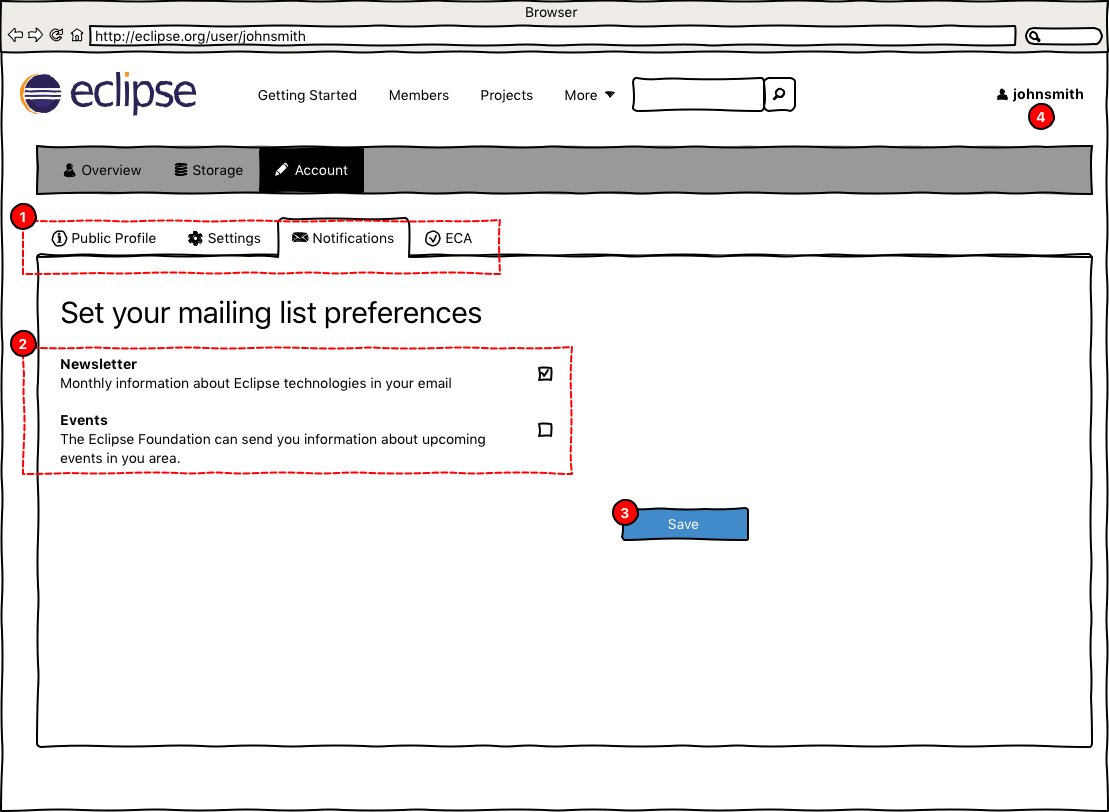 Browser
http://eclipse.org/user/johnsmith
eclipse
Getting Started Members Projects More
johnsmith
4
Overview Storage Account
1
Public Profile Settings Notifications ECA
Set your mailing list preferences
2
Newsletter
Monthly information about Eclipse technologies in your email
Events
The Eclipse Foundation can send you information about upcoming
events in you area.
3
Save